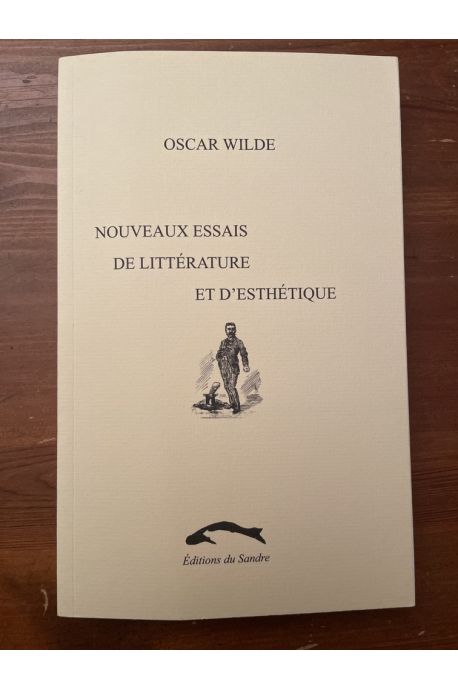 OSCAR WILDE
NOUVEAUX ESSAIS
DE LITTÉRATURE
ET D’ESTHÉTIQUE
Éditions du Sandre